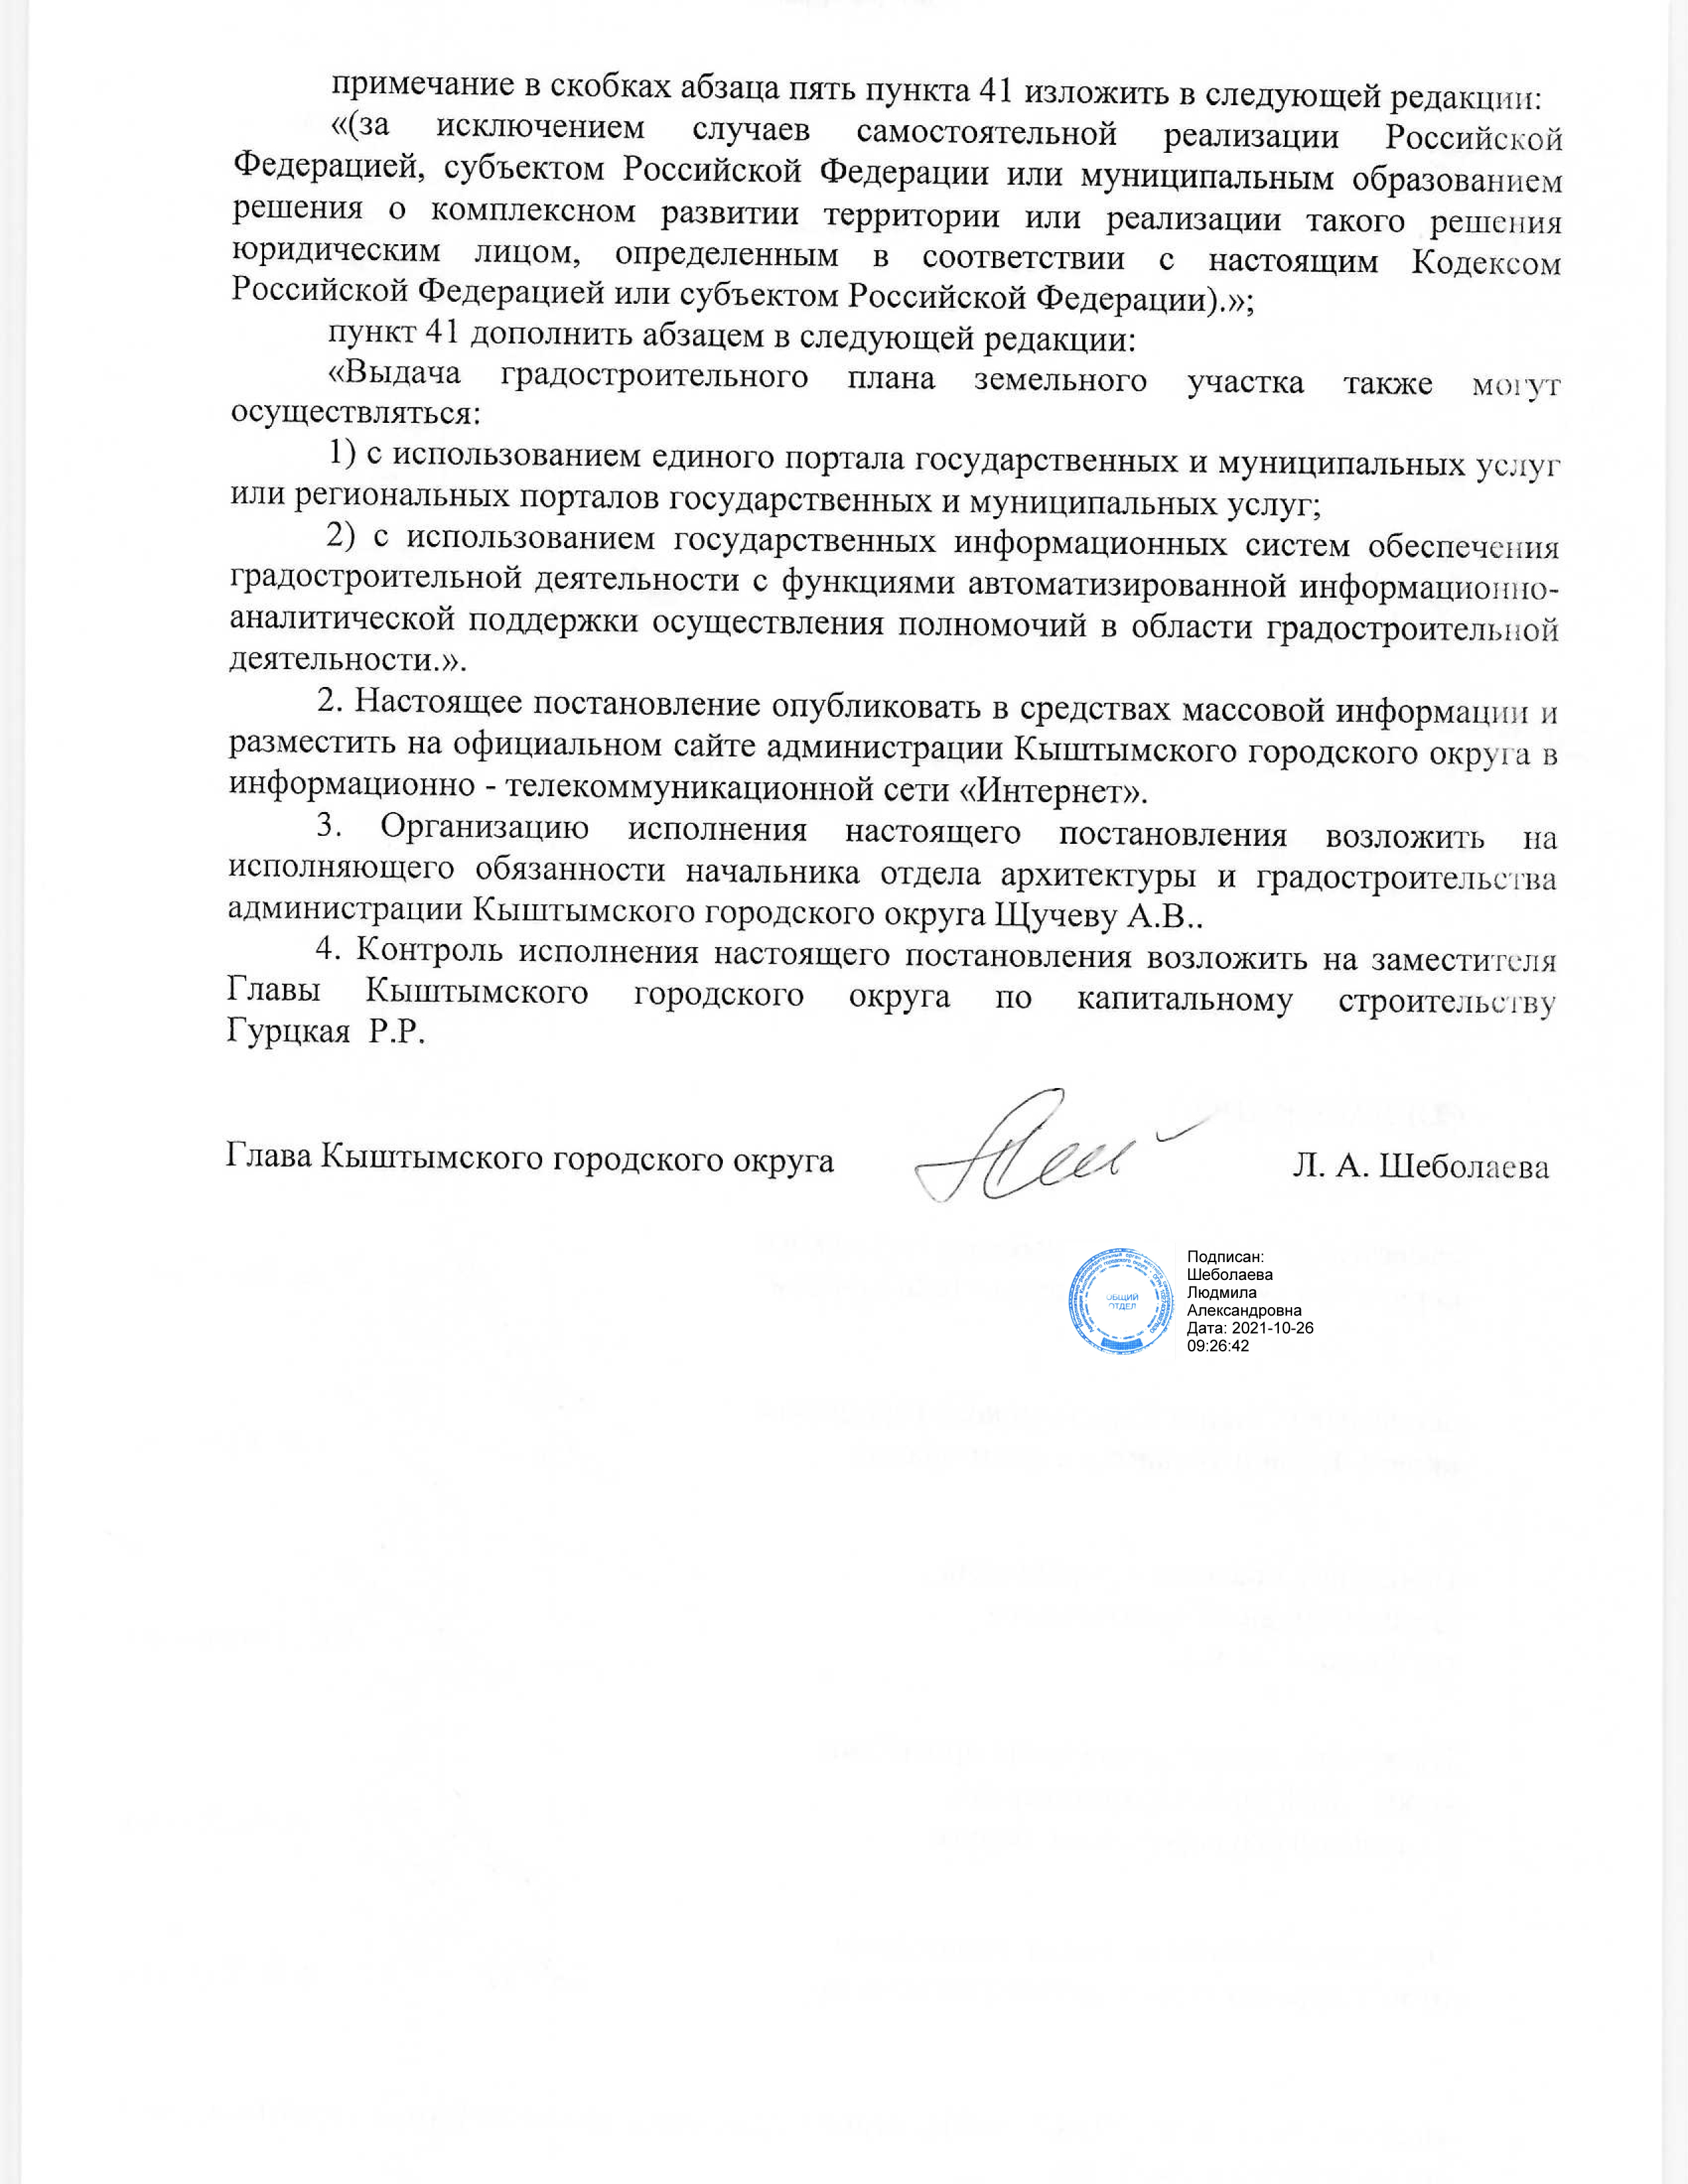 примечание в скобках абзаца пять пункта 41 изложить в следующей редакции:
«(за исключением случаев самостоятельной реализации Российской
Федерацией, субъектом Российской Федерации или муниципальным образованием
решения о комплексном развитии территории или реализации такого решения
юридическим лицом, определенным в соответствии с настоящим Кодексом
Российской Федерацией или субъектом Российской Федерации).»;
пункт 41 дополнить абзацем в следующей редакции:
«Выдача градостроительного плана земельного участка также могут
осуществляться:
1) с использованием единого портала государственных и муниципальных услуг
или региональных порталов государственных и муниципальных услуг;
2) с использованием государственных информационных систем обеспечения
градостроительной деятельности с функциями автоматизированной информационно-
аналитической поддержки осуществления полномочий в области градостроительной
деятельности.».
2. Настоящее постановление опубликовать в средствах массовой информации и
разместить на официальном сайте администрации Кыштымского городского округа в
информационно - телекоммуникационной сети «Интернет».
3. Организацию исполнения настоящего постановления возложить на
исполняющего обязанности начальника отдела архитектуры и градостроительства
администрации Кыштымского городского округа Щучеву А.В..
4. Контроль исполнения настоящего постановления возложить на заместителя
Главы Кыштымского городского округа по капитальному строительству
Гурцкая Р.Р.
Глава Кыштымского городского округа Л. А. Шеболаева
ОБЩИЙ
ОТДЕЛ
Подписан:
Шеболаева
Людмила
Александровна
Дата: 2021-10-26
09:26:42